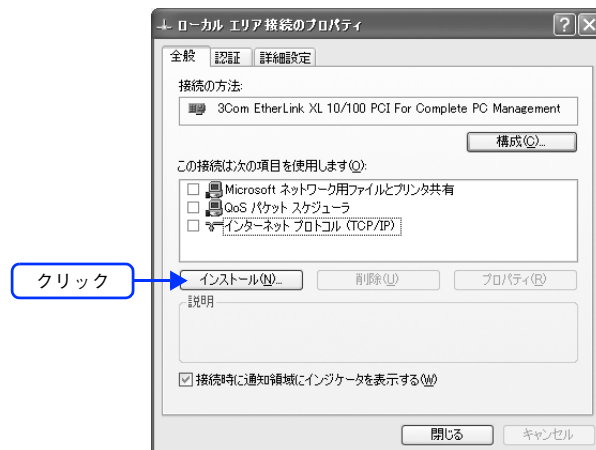 ローカル エリア接続のプロパティ
全般 認証 詳細設定
接続の方法:
3Com EtherLink XL 10/100 PCI For Complete PC Management
構成(C)...
この接続は次の項目を使用します(O):
Microsoft ネットワーク用ファイルとプリンタ共有
QoS パケット スケジューラ
インターネット プロトコル (TCP/IP)
クリック
インストール(N)... 削除(U) プロパティ(R)
説明
接続時に通知領域にインジケータを表示する(W)
閉じる キャンセル